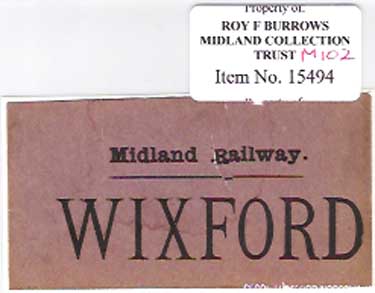 Property of:
ROY F BURROWS
MIDLAND COLLECTION
TRUST M102
Item No. 15494
Midland Railway.
WIXFORD